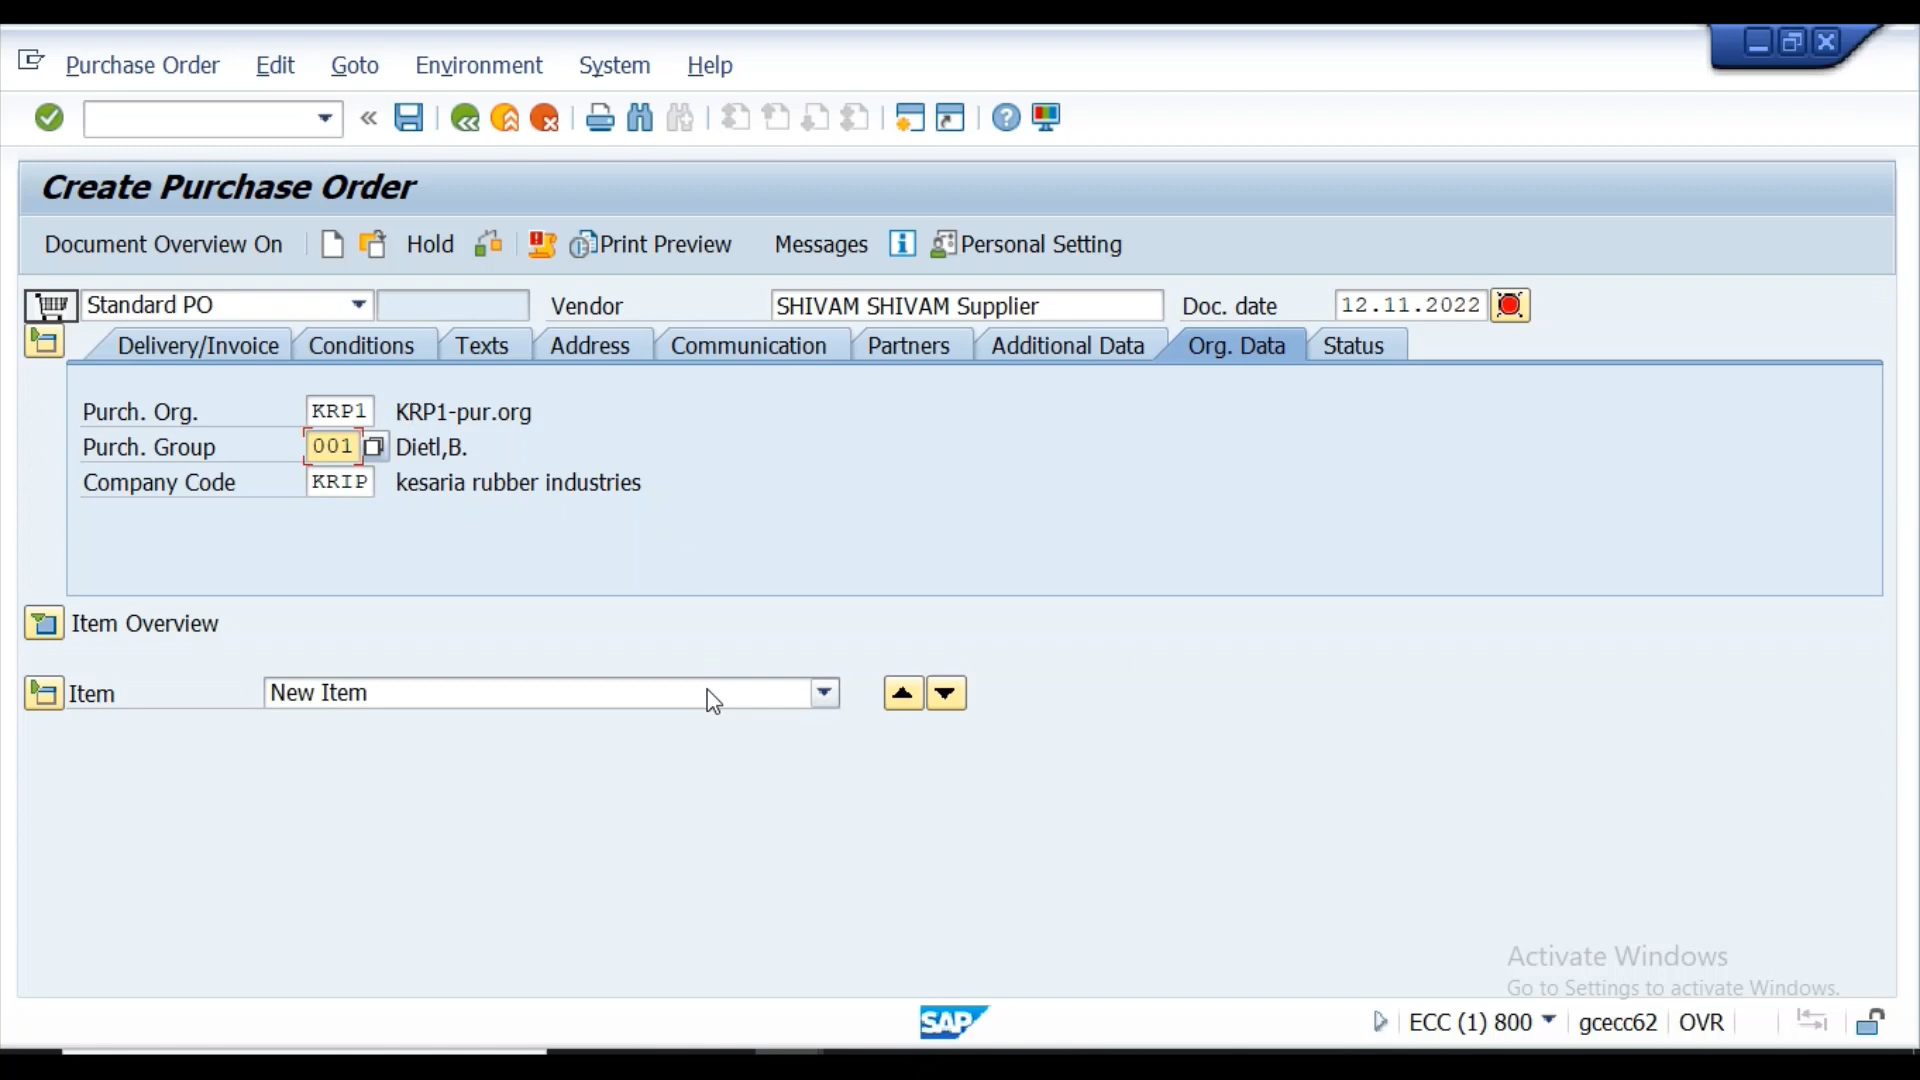 Purchase Order Edit Goto Environment System Help
Create Purchase Order
Document Overview On Hold Print Preview Messages Personal Setting
Standard PO Vendor SHIVAM SHIVAM Supplier Doc. date 12.11.2022
Delivery/Invoice Conditions Texts Address Communication Partners Additional Data Org. Data Status
Purch. Org. KRP1 KRP1-pur.org
Purch. Group 001 Dietl,B.
Company Code KRIP kesaria rubber industries
Item Overview
Item New Item
Activate Windows
Go to Settings to activate Windows.
SAP ECC (1) 800 gcecc62 OVR